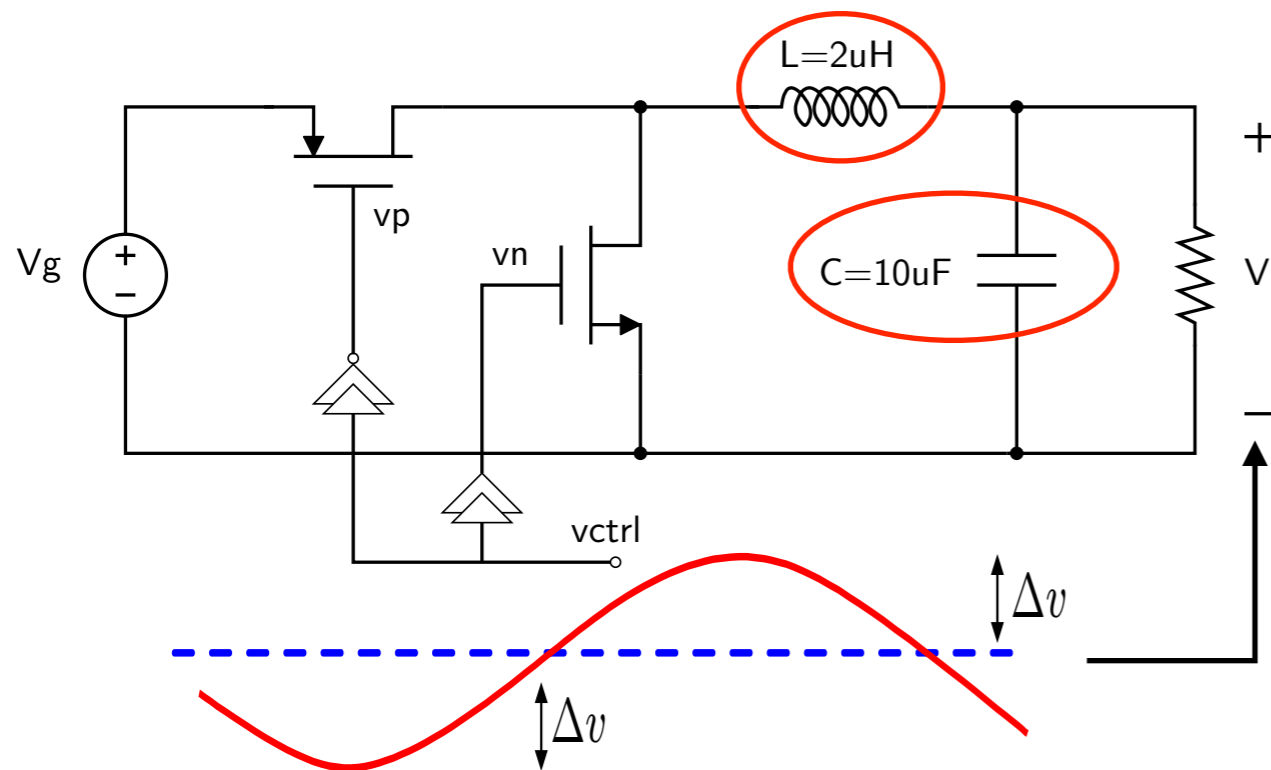 L=2uH
+
vp
Vg
+
−
vn
C=10uF
V
−
vctrl
Δv
Δv